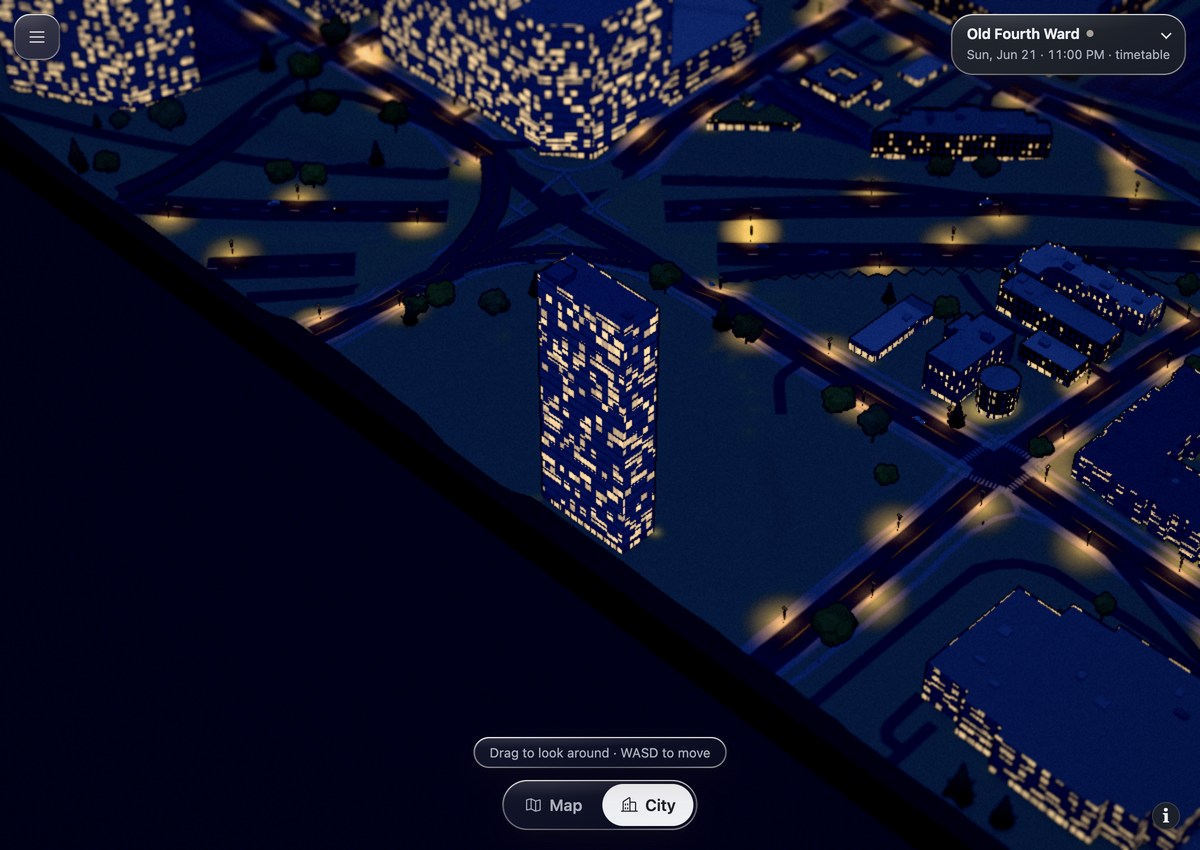 Old Fourth Ward
Sun, Jun 21 · 11:00 PM · timetable
Drag to look around · WASD to move
Map
City
i